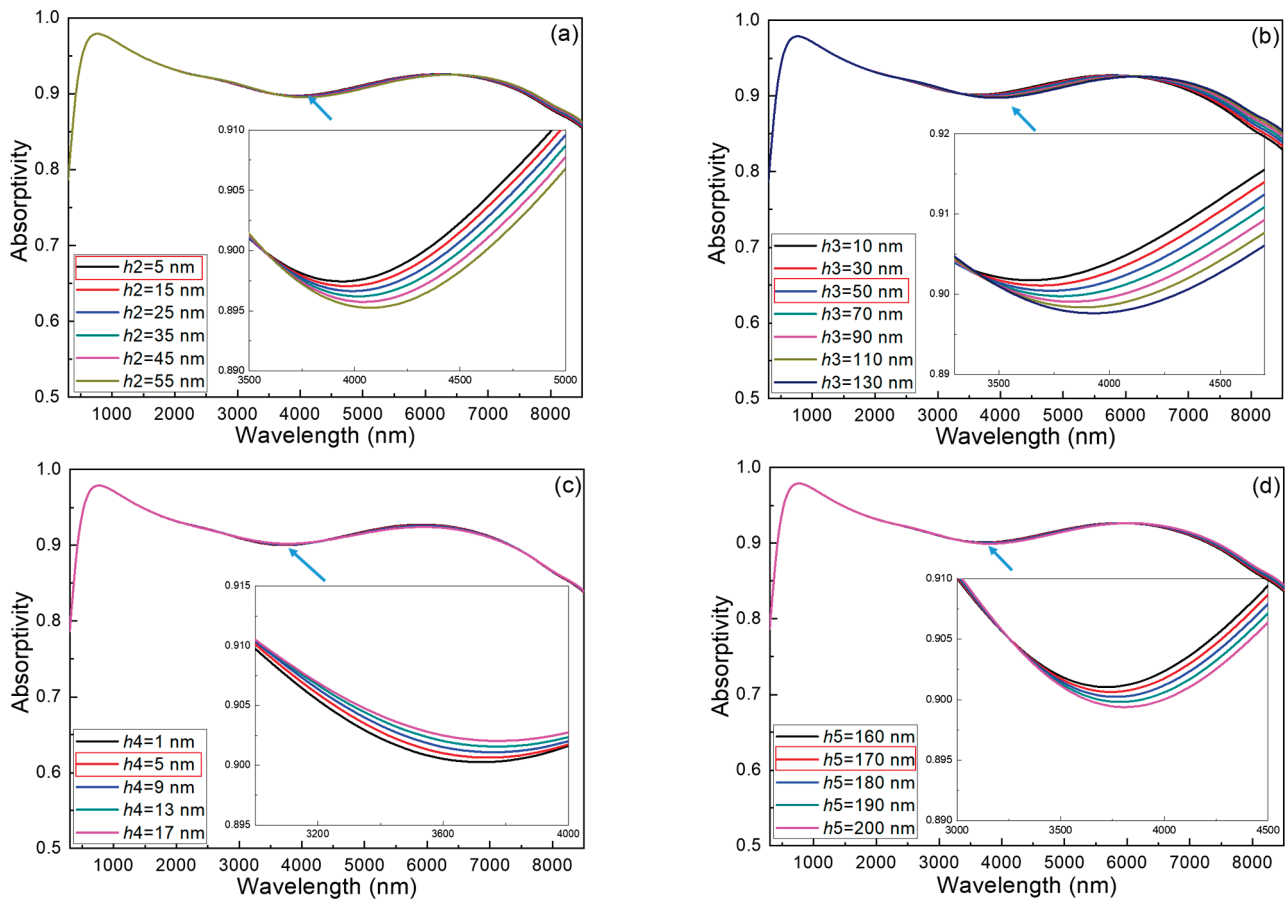 (a)
Absorptivity
1.0
0.9
0.8
0.7
0.6
0.5
h2=5 nm
h2=15 nm
h2=25 nm
h2=35 nm
h2=45 nm
h2=55 nm
0.910
0.905
0.900
0.895
0.890
3500 4000 4500 5000
1000 2000 3000 4000 5000 6000 7000 8000
Wavelength (nm)
(b)
Absorptivity
1.0
0.9
0.8
0.7
0.6
0.5
h3=10 nm
h3=30 nm
h3=50 nm
h3=70 nm
h3=90 nm
h3=110 nm
h3=130 nm
0.92
0.91
0.90
0.89
3500 4000 4500
1000 2000 3000 4000 5000 6000 7000 8000
Wavelength (nm)
(c)
Absorptivity
1.0
0.9
0.8
0.7
0.6
0.5
h4=1 nm
h4=5 nm
h4=9 nm
h4=13 nm
h4=17 nm
0.915
0.910
0.905
0.900
0.895
3200 3600 4000
1000 2000 3000 4000 5000 6000 7000 8000
Wavelength (nm)
(d)
Absorptivity
1.0
0.9
0.8
0.7
0.6
0.5
h5=160 nm
h5=170 nm
h5=180 nm
h5=190 nm
h5=200 nm
0.910
0.905
0.900
0.895
0.890
3000 3500 4000 4500
1000 2000 3000 4000 5000 6000 7000 8000
Wavelength (nm)